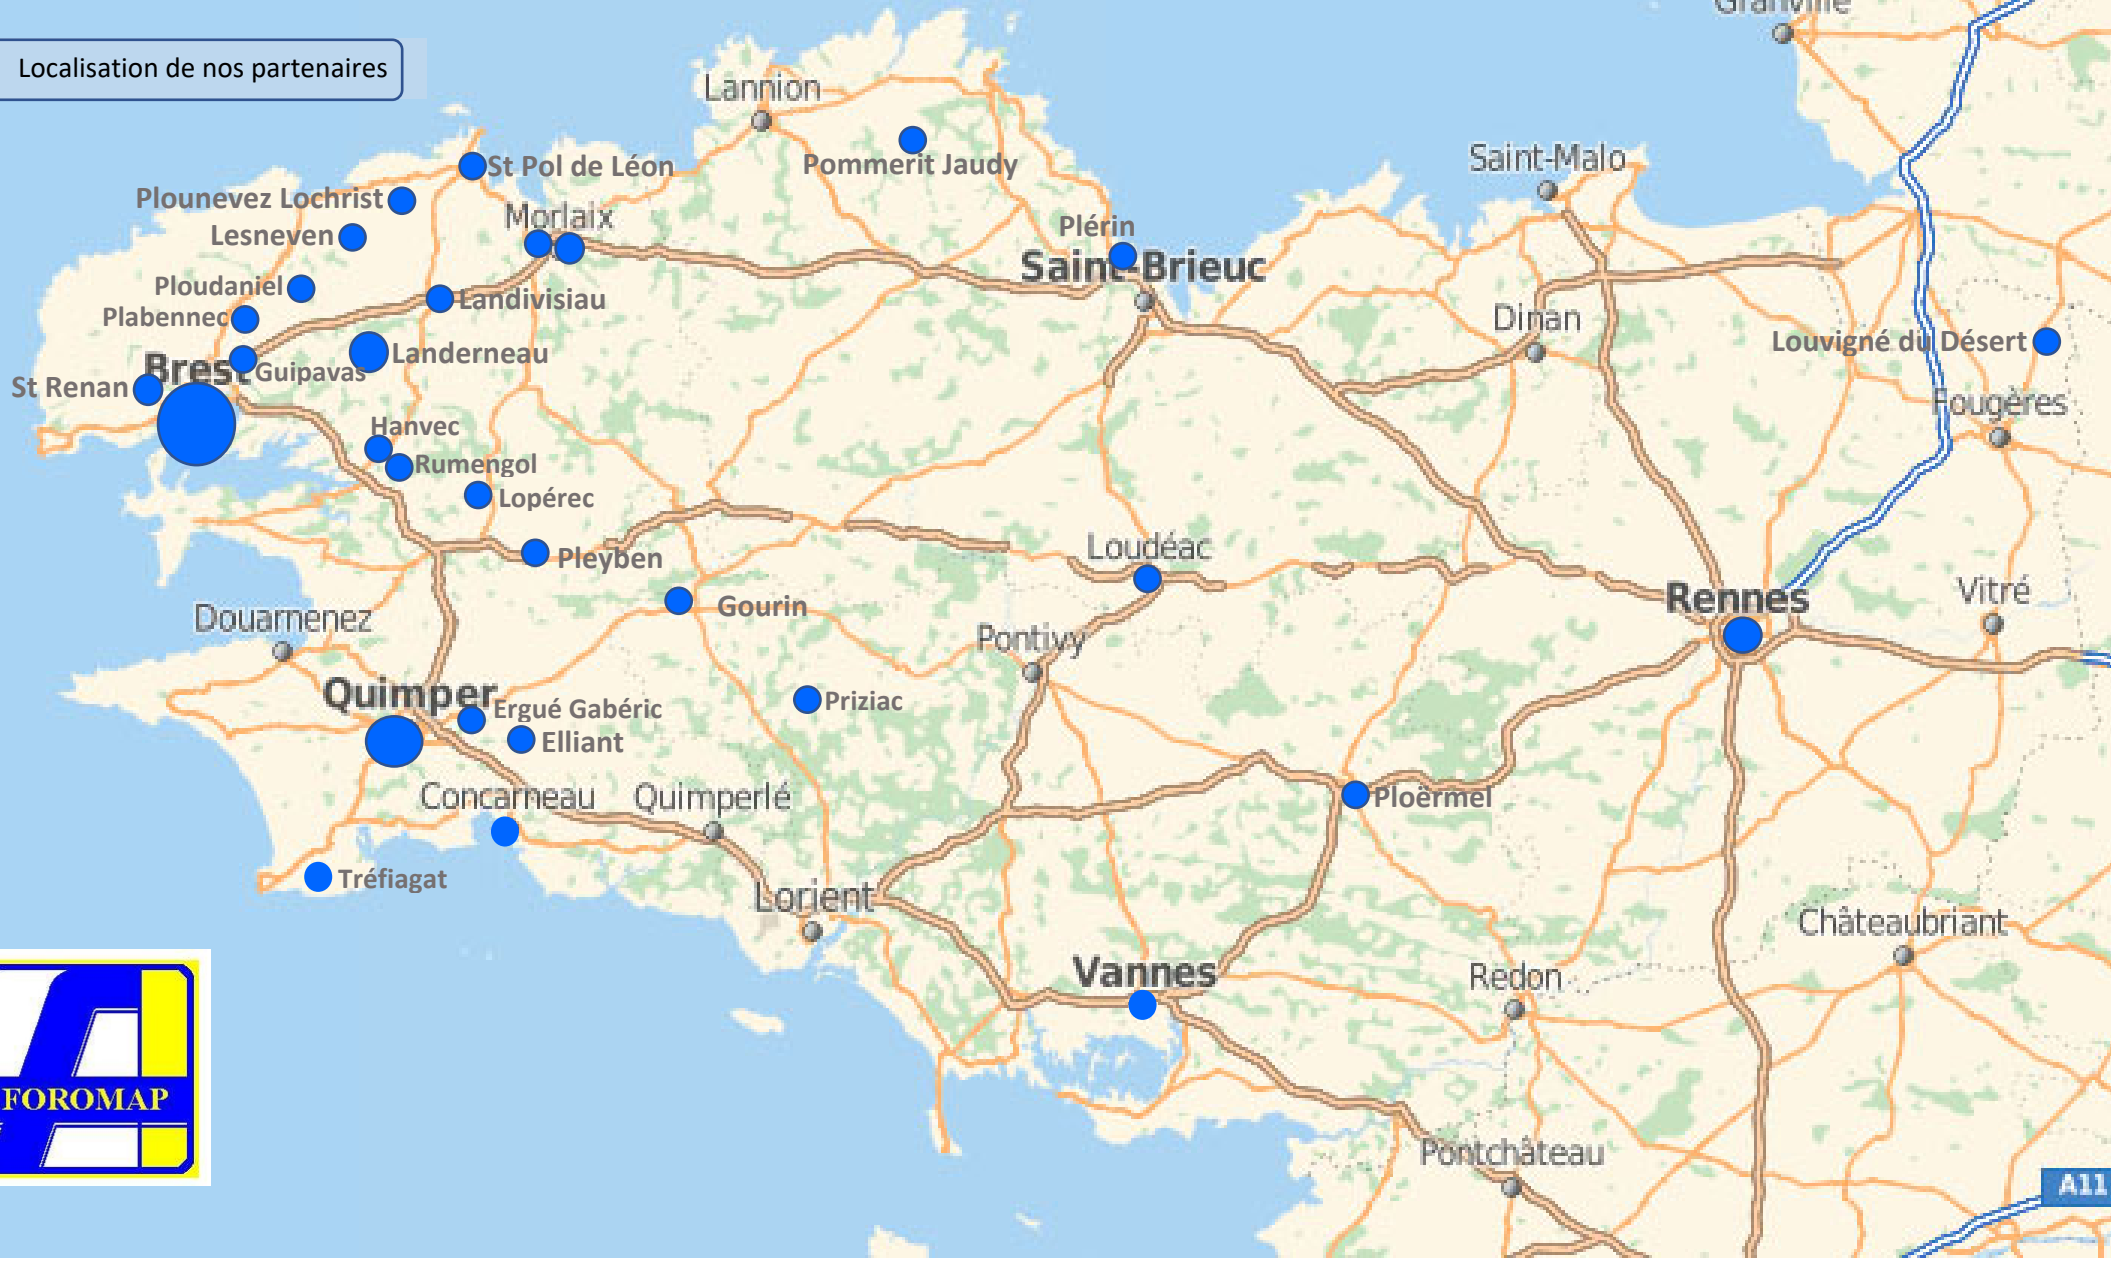 Granville
Localisation de nos partenaires
Lannion
Pommerit Jaudy
Saint-Malo
St Pol de Léon
Plounevez Lochrist
Morlaix
Plérin
Lesneven
Saint-Brieuc
Ploudaniel
Landivisiau
Plabennec
Dinan
Louvigné du Désert
Landerneau
Brest
Guipavas
St Renan
Fougères
Hanvec
Rumengol
Lopérec
Loudéac
Pleyben
Vitré
Rennes
Gourin
Douarnenez
Pontivy
Quimper
Priziac
Ergué Gabéric
Elliant
Concarneau
Quimperlé
Ploërmel
Tréfiagat
Lorient
Châteaubriant
Vannes
Redon
FOROMAP
Pontchâteau
A11